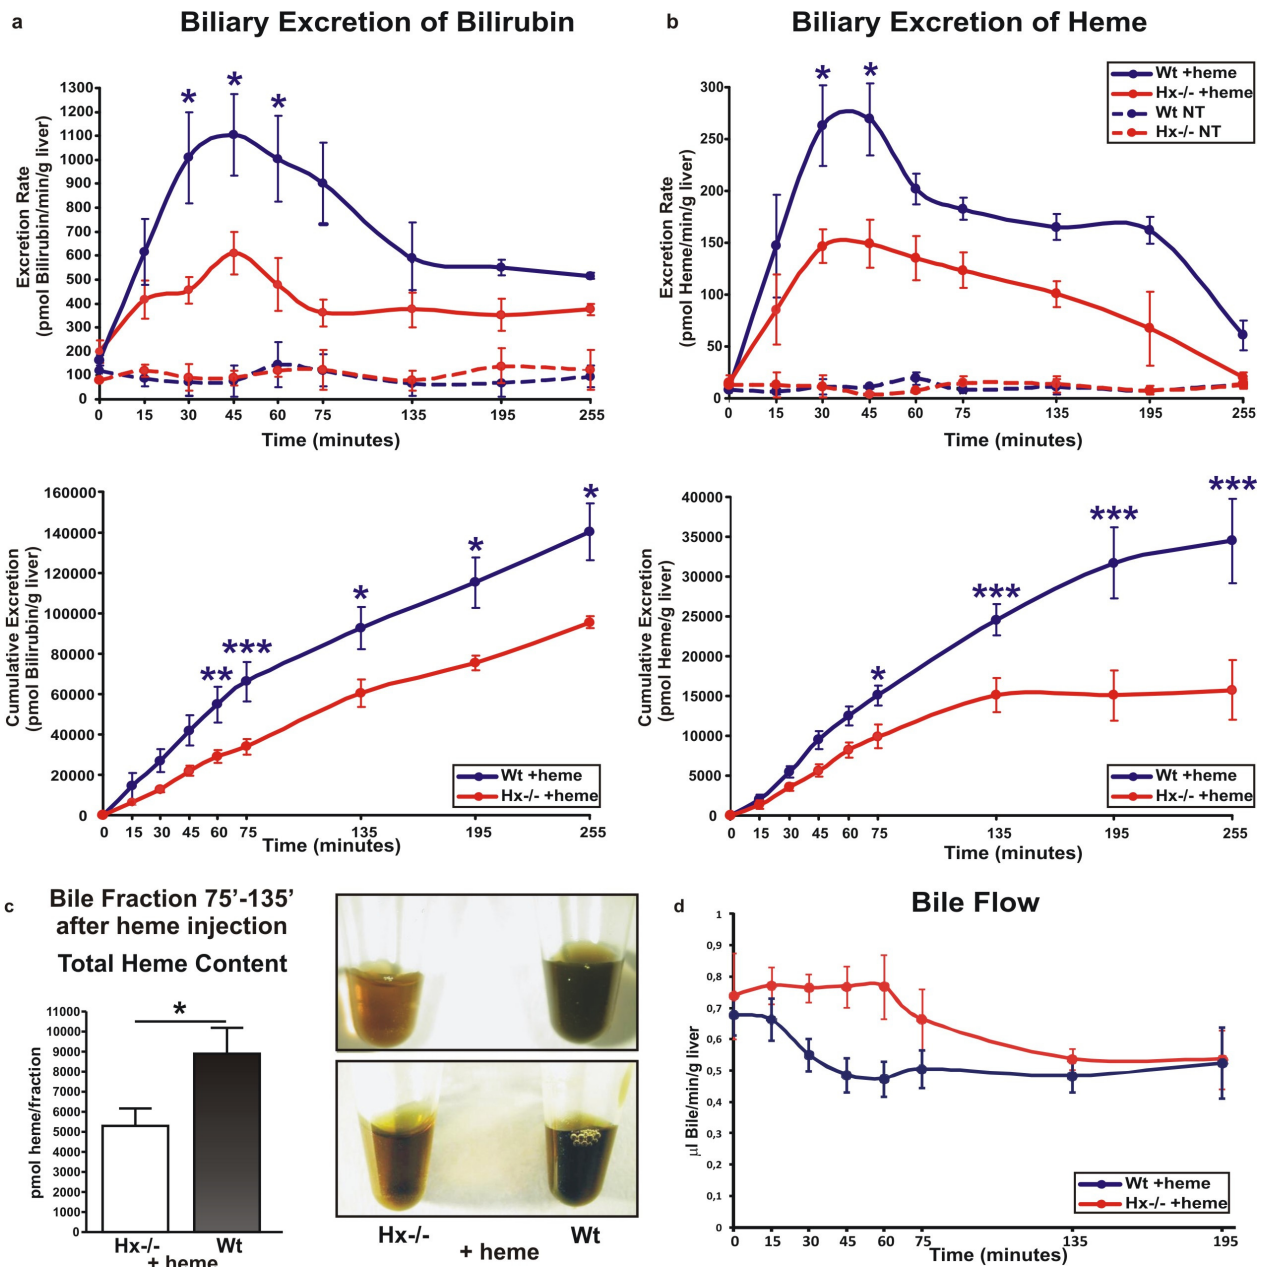 a
Biliary Excretion of Bilirubin
Excretion Rate
(pmol Bilirubin/min/g liver)
1300
1200
1100
1000
900
800
700
600
500
400
300
200
100
0
*
*
*
0 15 30 45 60 75 135 195 255
Time (minutes)
b
Biliary Excretion of Heme
Excretion Rate
(pmol Heme/min/g liver)
300
250
200
150
100
50
0
*
*
Wt +heme
Hx-/- +heme
Wt NT
Hx-/- NT
0 15 30 45 60 75 135 195 255
Time (minutes)
Cumulative Excretion
(pmol Bilirubin/g liver)
160000
140000
120000
100000
80000
60000
40000
20000
0
**
***
*
*
*
Wt +heme
Hx-/- +heme
0 15 30 45 60 75 135 195 255
Time (minutes)
Cumulative Excretion
(pmol Heme/g liver)
40000
35000
30000
25000
20000
15000
10000
5000
0
*
***
***
***
Wt +heme
Hx-/- +heme
0 15 30 45 60 75 135 195 255
Time (minutes)
c
Bile Fraction 75’-135’
after heme injection
Total Heme Content
pmol heme/fraction
11000
10000
9000
8000
7000
6000
5000
4000
3000
2000
1000
0
*
Hx-/- Wt
+ heme
Hx-/- Wt
+ heme
d
Bile Flow
µl Bile/min/g liver
1
0,9
0,8
0,7
0,6
0,5
0,4
0,3
0,2
0,1
0
Wt +heme
Hx-/- +heme
0 15 30 45 60 75 135 195
Time (minutes)